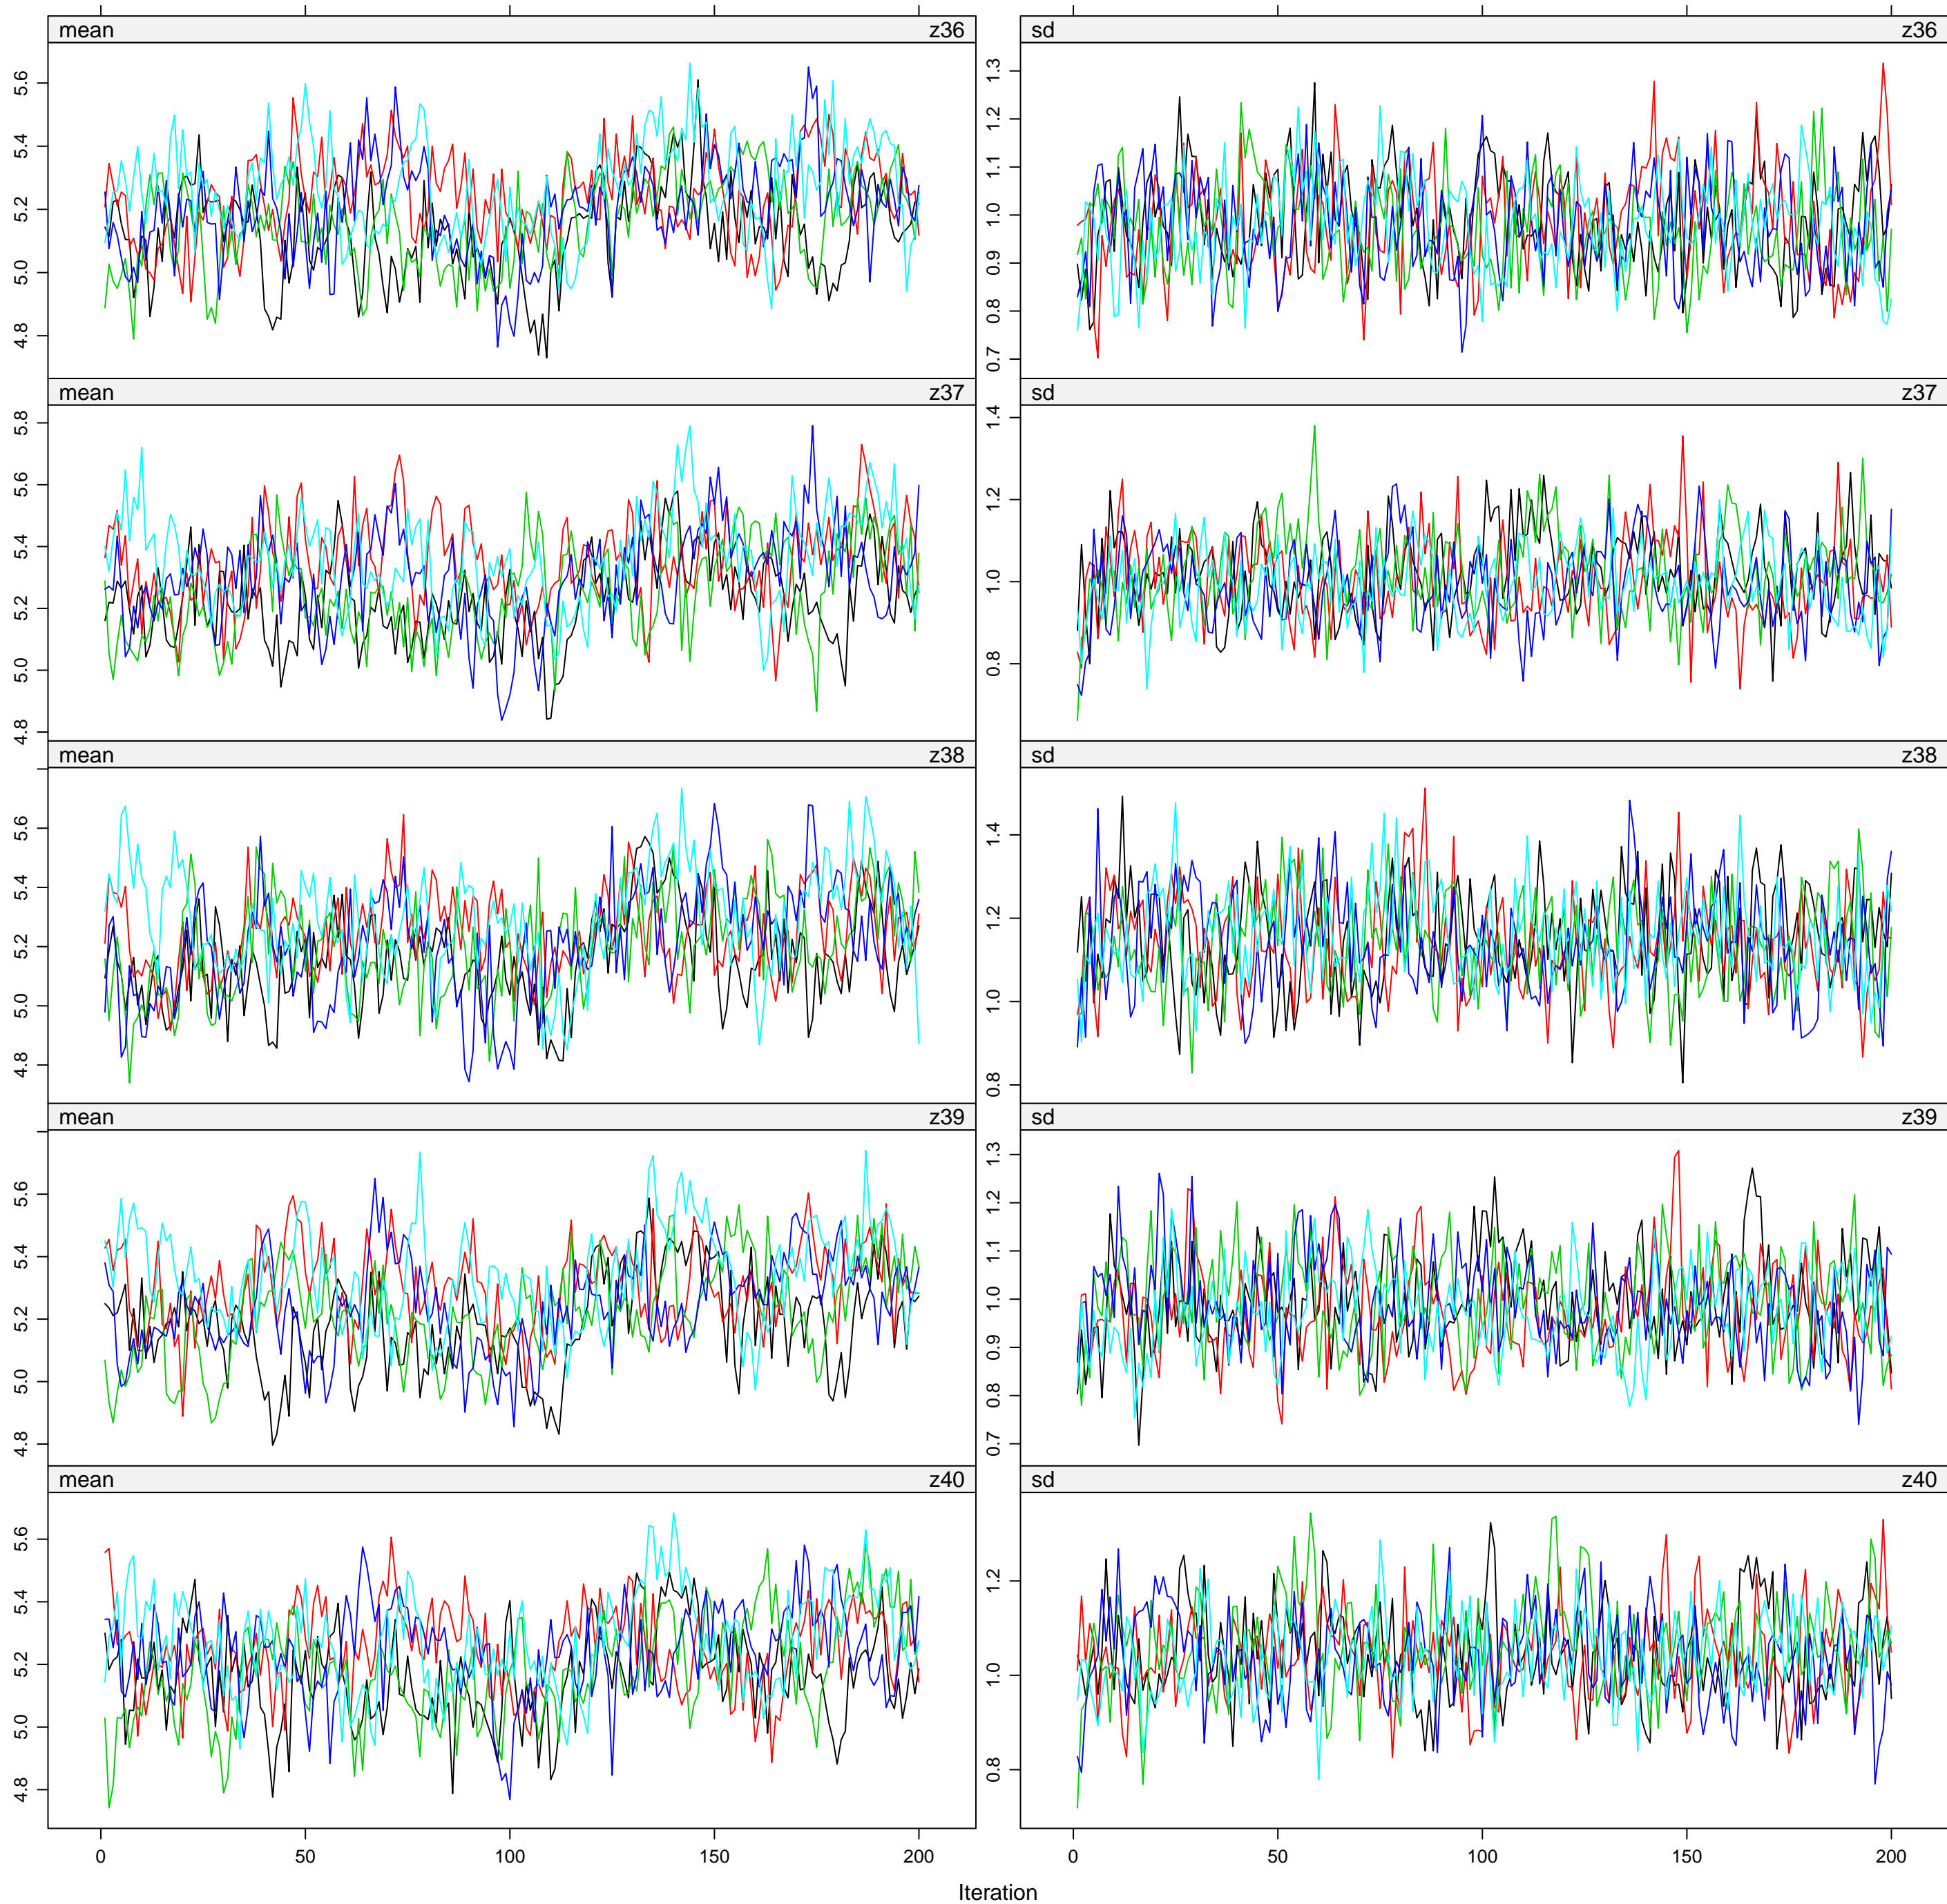 mean z36 sd z36
4.8 5.0 5.2 5.4 5.6
0.7 0.8 0.9 1.0 1.1 1.2 1.3
mean z37 sd z37
4.8 5.0 5.2 5.4 5.6 5.8
0.8 1.0 1.2 1.4
mean z38 sd z38
4.8 5.0 5.2 5.4 5.6
0.8 1.0 1.2 1.4
mean z39 sd z39
4.8 5.0 5.2 5.4 5.6
0.7 0.8 0.9 1.0 1.1 1.2 1.3
mean z40 sd z40
4.8 5.0 5.2 5.4 5.6
0.8 1.0 1.2
0 50 100 150 200 0 50 100 150 200
Iteration